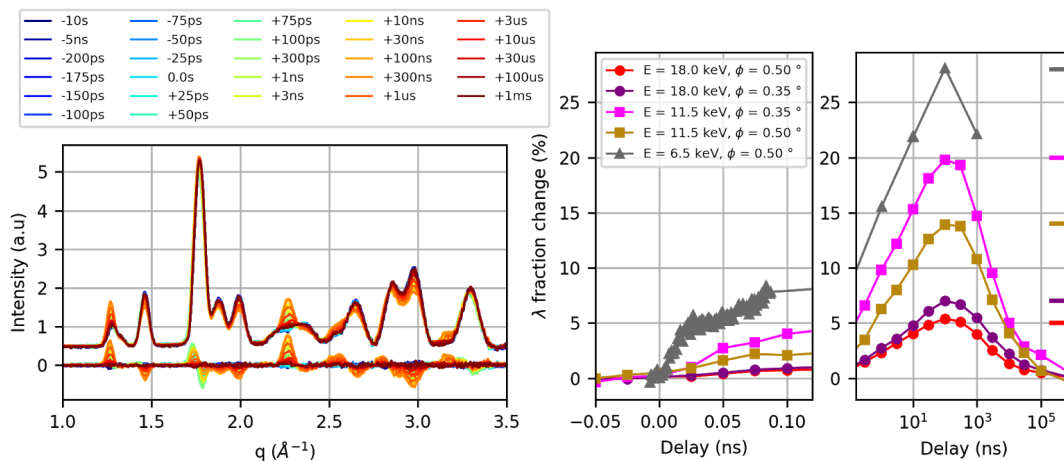 -10s -75ps +75ps +10ns +3us
-5ns -50ps +100ps +30ns +10us
-200ps -25ps +300ps +100ns +30us
-175ps 0.0s +1ns +300ns +100us
-150ps +25ps +3ns +1us +1ms
-100ps +50ps
Intensity (a.u)
5
4
3
2
1
0
1.0 1.5 2.0 2.5 3.0 3.5
q (Å⁻¹)
λ fraction change (%)
E = 18.0 keV, ϕ = 0.50 °
E = 18.0 keV, ϕ = 0.35 °
E = 11.5 keV, ϕ = 0.35 °
E = 11.5 keV, ϕ = 0.50 °
E = 6.5 keV, ϕ = 0.50 °
25
20
15
10
5
0
−0.05 0.00 0.05 0.10
Delay (ns)
25
20
15
10
5
0
10¹ 10³ 10⁵
Delay (ns)